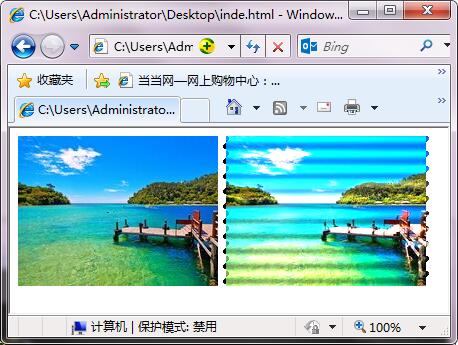 C:\Users\Administrator\Desktop\inde.html - Window...
C:\Users\Adm
Bing
收藏夹
当当网—网上购物中心：...
C:\Users\Administrato...
计算机 | 保护模式: 禁用
100%